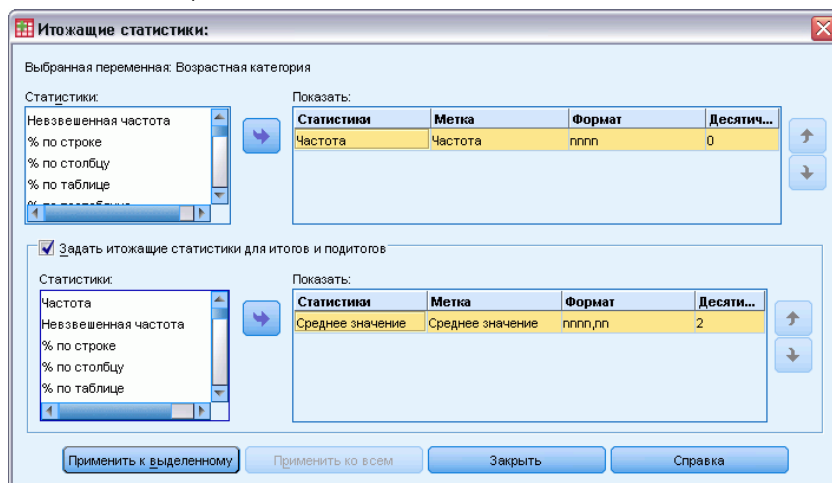 Итожащие статистики:
Выбранная переменная: Возрастная категория
Статистики:
Невзвешенная частота
% по строке
% по столбцу
% по таблице
Показать:
Статистики Метка Формат Десятич...
Частота Частота nnnn 0
Задать итожащие статистики для итогов и подитогов
Статистики:
Частота
Невзвешенная частота
% по строке
% по столбцу
% по таблице
Показать:
Статистики Метка Формат Десяти...
Среднее значение Среднее значение nnnn,nn 2
Применить к выделенному Применить ко всем Закрыть Справка